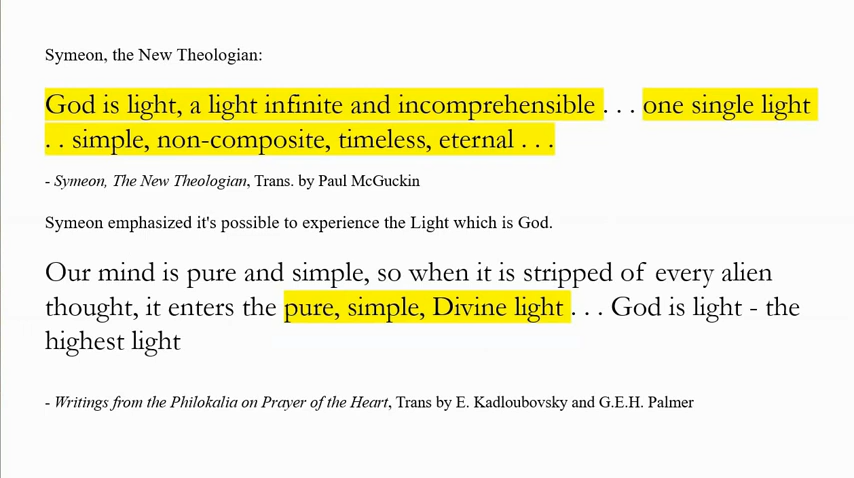 Symeon, the New Theologian:
God is light, a light infinite and incomprehensible . . . one single light
. . simple, non-composite, timeless, eternal . . .
- Symeon, The New Theologian, Trans. by Paul McGuckin
Symeon emphasized it's possible to experience the Light which is God.
Our mind is pure and simple, so when it is stripped of every alien
thought, it enters the pure, simple, Divine light . . . God is light - the
highest light
- Writings from the Philokalia on Prayer of the Heart, Trans by E. Kadloubovsky and G.E.H. Palmer